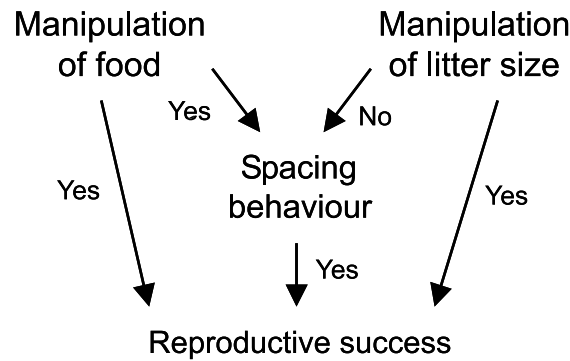 Manipulation
of food
Manipulation
of litter size
Yes
No
Spacing
behaviour
Yes
Yes
Yes
Reproductive success